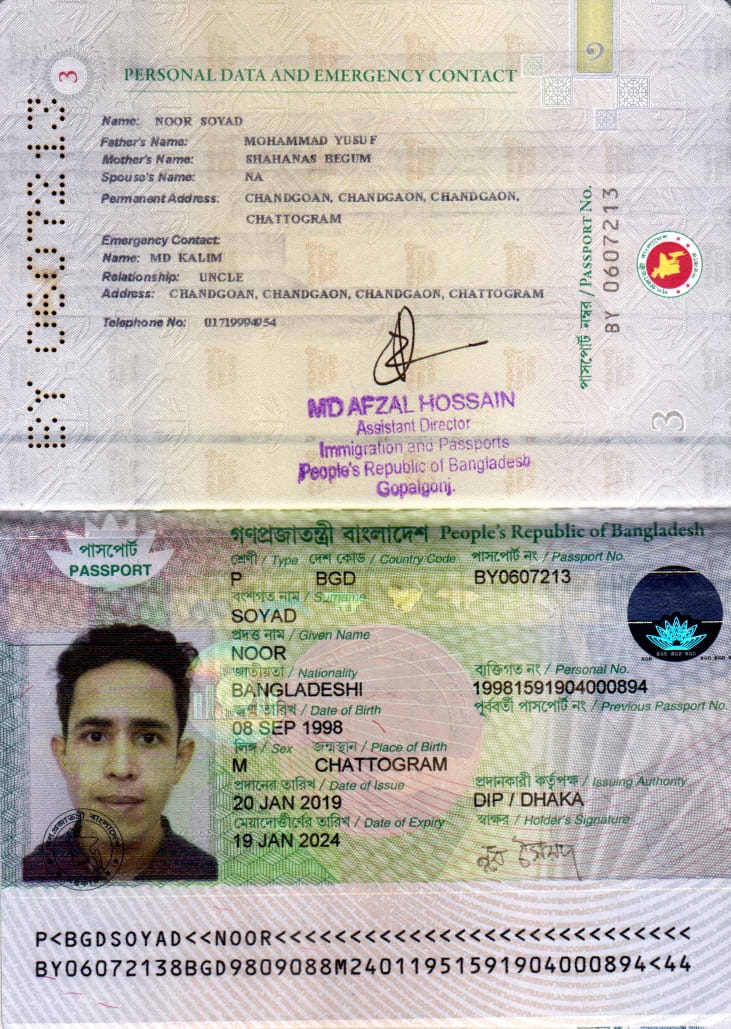 3
PERSONAL DATA AND EMERGENCY CONTACT
Name: NOOR SOYAD
Father's Name: MOHAMMAD YUSUF
Mother's Name: SHAHANAS BEGUM
Spouse's Name: NA
Permanent Address: CHANDGOAN, CHANDGAON, CHANDGAON,
CHATTOGRAM
Emergency Contact:
Name: MD KALIM
Relationship: UNCLE
Address: CHANDGOAN, CHANDGAON, CHANDGAON, CHATTOGRAM
Telephone No: 01719994954
MD AFZAL HOSSAIN
Assistant Director
Immigration and Passports
People's Republic of Bangladesh
Gopalgonj.
BY 0607213
পাসপোর্ট নম্বর / PASSPORT No. BY 0607213
3
পাসপোর্ট
PASSPORT
গণপ্রজাতন্ত্রী বাংলাদেশ People's Republic of Bangladesh
শ্রেণী / Type দেশ কোড / Country Code পাসপোর্ট নং / Passport No.
P BGD BY0607213
বংশগত নাম / Surname
SOYAD
প্রদত্ত নাম / Given Name
NOOR
জাতীয়তা / Nationality ব্যক্তিগত নং / Personal No.
BANGLADESHI 19981591904000894
জন্ম তারিখ / Date of Birth পূর্ববর্তী পাসপোর্ট নং / Previous Passport No.
08 SEP 1998
লিঙ্গ / Sex জন্মস্থান / Place of Birth
M CHATTOGRAM
প্রদানের তারিখ / Date of Issue প্রদানকারী কর্তৃপক্ষ / Issuing Authority
20 JAN 2019 DIP / DHAKA
মেয়াদোত্তীর্ণের তারিখ / Date of Expiry স্বাক্ষর / Holder's Signature
19 JAN 2024
BGD BGD BGD
P<BGDSOYAD<<NOOR<<<<<<<<<<<<<<<<<<<<<<<<<<<<
BY06072138BGD9809088M2401195159190400​0894<44